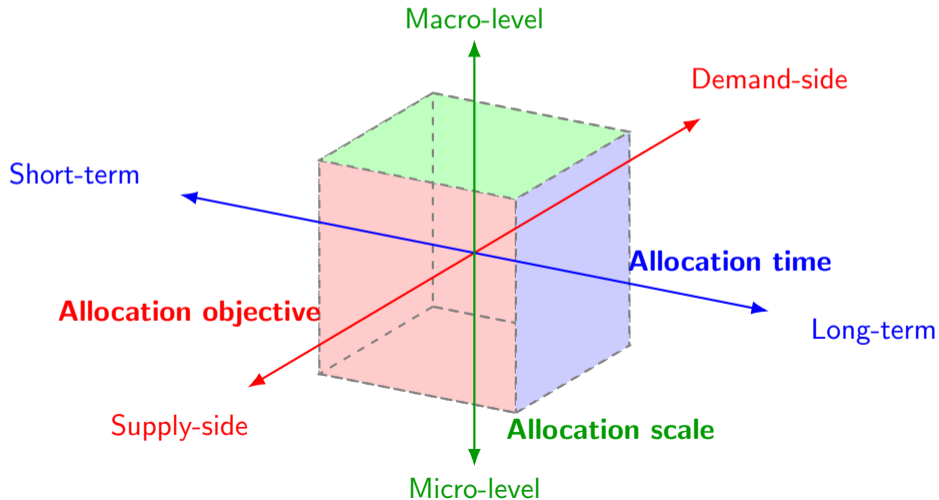 Macro-level
Demand-side
Short-term
Allocation time
Allocation objective
Long-term
Supply-side
Allocation scale
Micro-level